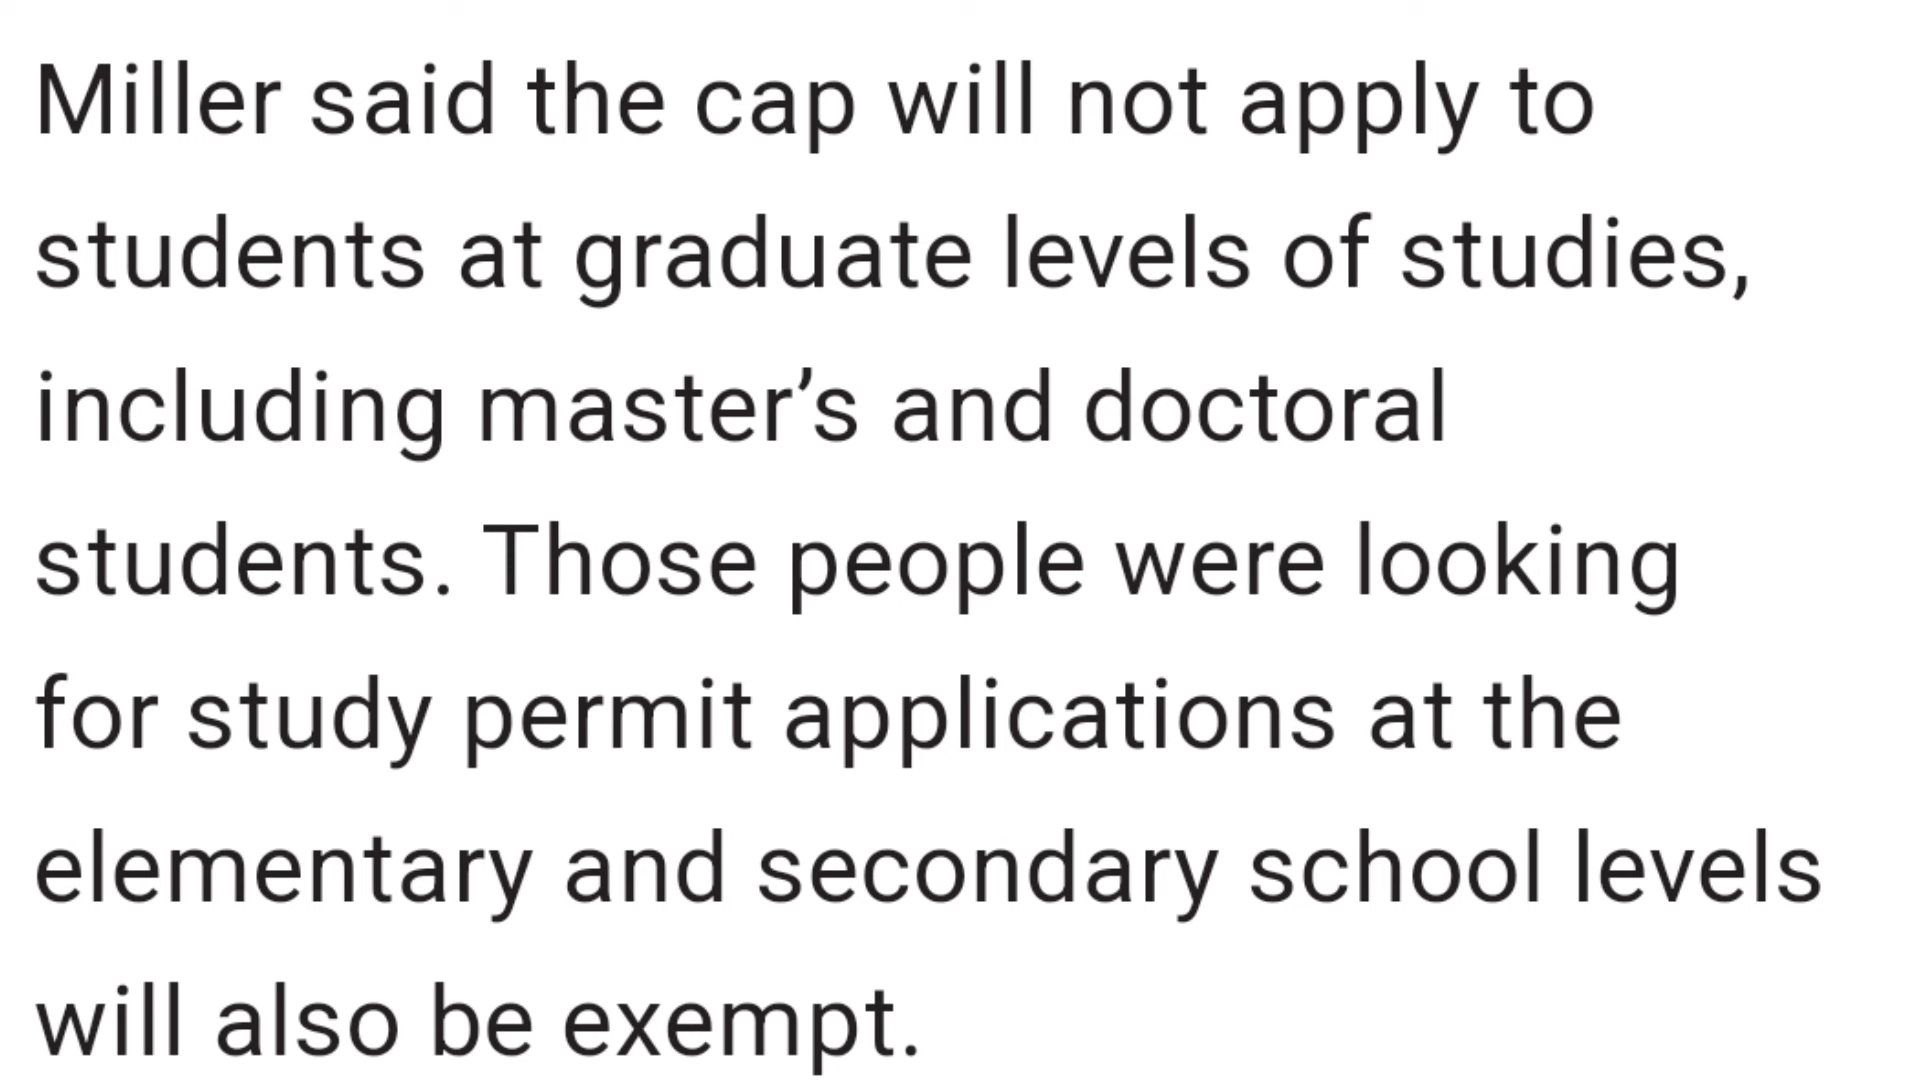 Miller said the cap will not apply to
students at graduate levels of studies,
including master’s and doctoral
students. Those people were looking
for study permit applications at the
elementary and secondary school levels
will also be exempt.